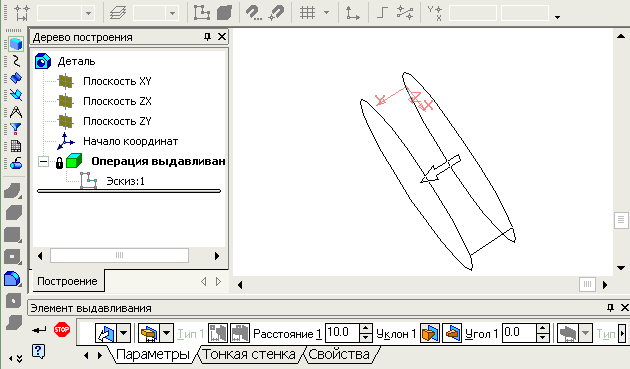 Дерево построения
Деталь
Плоскость XY
Плоскость ZX
Плоскость ZY
Начало координат
Операция выдавливан
Эскиз:1
Построение
Элемент выдавливания
STOP Тип 1 Расстояние 1 10.0 Уклон 1 Угол 1 0.0 Тип
Параметры Тонкая стенка Свойства